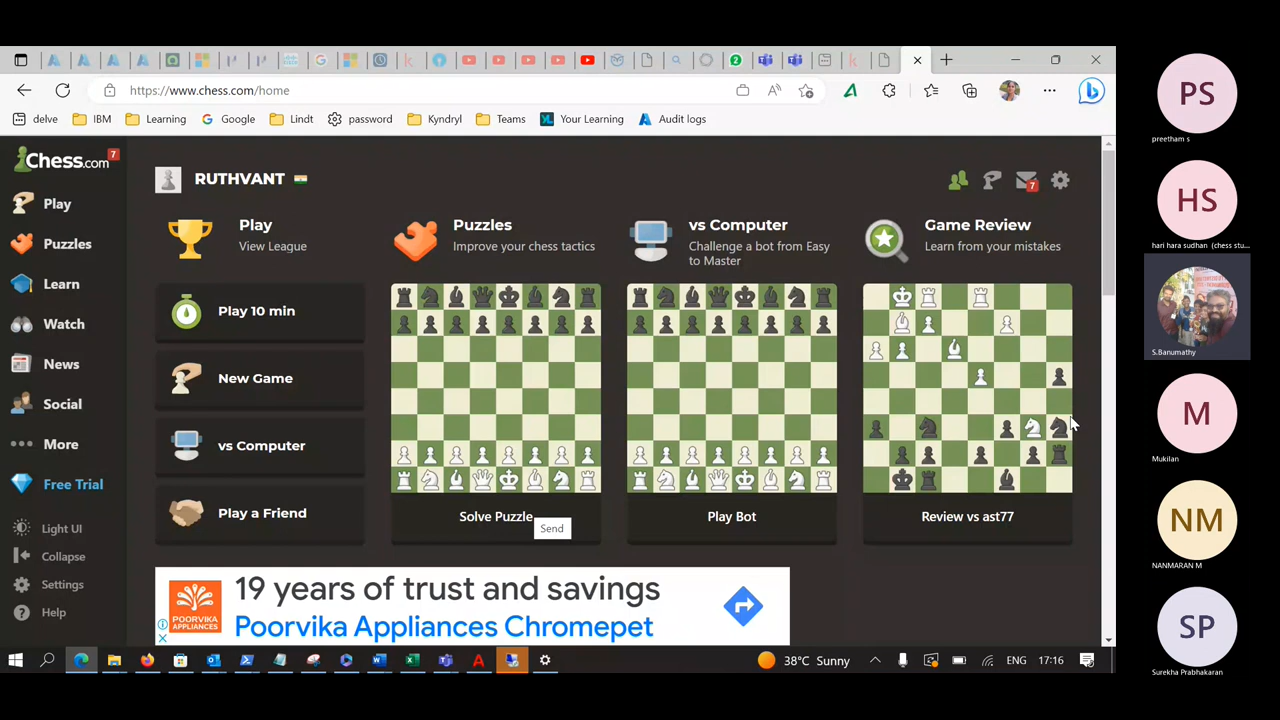 https://www.chess.com/home
delve
IBM
Learning
Google
Lindt
password
Kyndryl
Teams
Your Learning
Audit logs
Chess.com
7
Play
Puzzles
Learn
Watch
News
Social
More
Free Trial
Light UI
Collapse
Settings
Help
RUTHVANT
7
Play
View League
Puzzles
Improve your chess tactics
vs Computer
Challenge a bot from Easy
to Master
Game Review
Learn from your mistakes
Play 10 min
New Game
vs Computer
Play a Friend
Solve Puzzle
Send
Play Bot
Review vs ast77
POORVIKA
APPLIANCES
19 years of trust and savings
Poorvika Appliances Chromepet
38°C Sunny
ENG
17:16
PS
preetham s
HS
hari hara sudhan (chess stu...
S.Banumathy
M
Mukilan
NM
NANMARAN M
SP
Surekha Prabhakaran